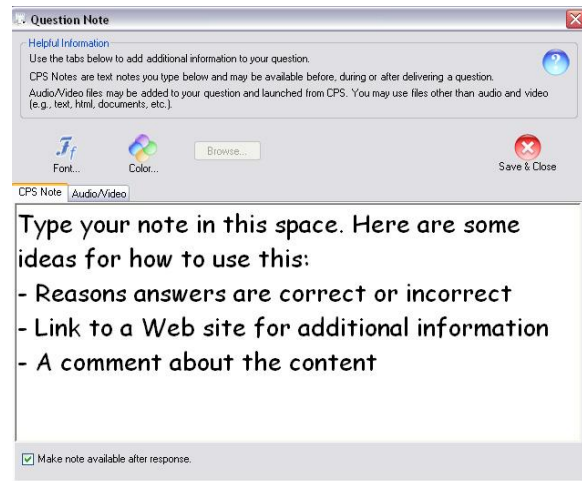 Question Note
Helpful Information
Use the tabs below to add additional information to your question.
CPS Notes are text notes you type below and may be available before, during or after delivering a question.
Audio/Video files may be added to your question and launched from CPS. You may use files other than audio and video
(e.g., text, html, documents, etc.).
Font...
Color...
Browse...
Save & Close
CPS Note
Audio/Video
Type your note in this space. Here are some
ideas for how to use this:
- Reasons answers are correct or incorrect
- Link to a Web site for additional information
- A comment about the content
Make note available after response.